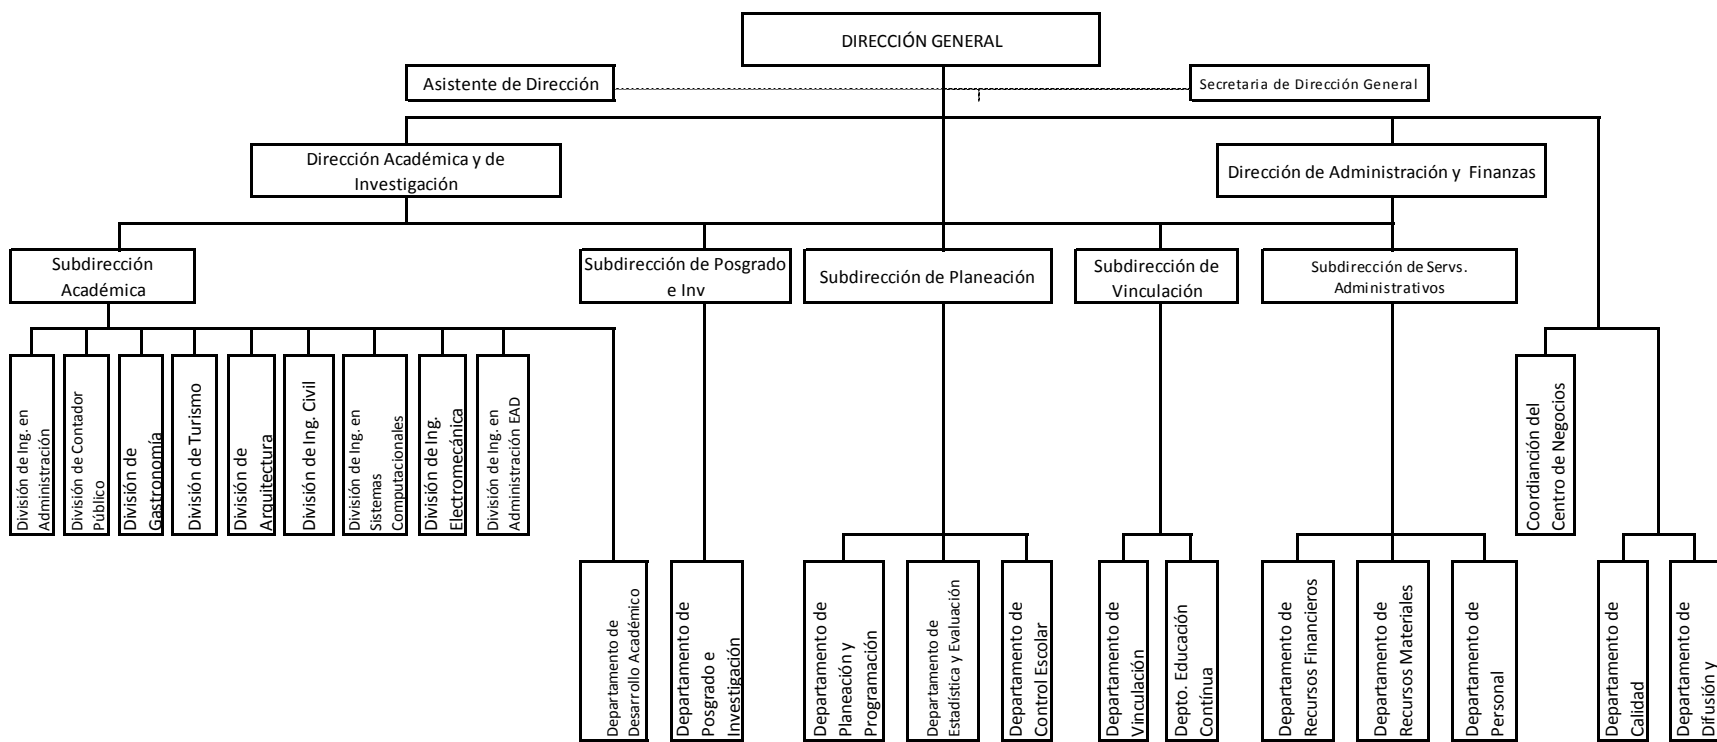 DIRECCIÓN GENERAL
Asistente de Dirección
Secretaria de Dirección General
Dirección Académica y de
Investigación
Dirección de Administración y Finanzas
Subdirección
Académica
Subdirección de Posgrado
e Inv
Subdirección de Planeación
Subdirección de
Vinculación
Subdirección de Servs.
Administrativos
División de Ing. en
Administración
División de Contador
Público
División de
Gastronomía
División de Turismo
División de
Arquitectura
División de Ing. Civil
División de Ing. en
Sistemas
Computacionales
División de Ing.
Electromecánica
División de Ing. en
Administración EAD
Coordianción del
Centro de Negocios
Departamento de
Desarrollo Académico
Departamento de
Posgrado e
Investigación
Departamento de
Planeación y
Programación
Departamento de
Estadística y Evaluación
Departamento de
Control Escolar
Departamento de
Vinculación
Depto. Educación
Contínua
Departamento de
Recursos Financieros
Departamento de
Recursos Materiales
Departamento de
Personal
Departamento de
Calidad
Departamento de
Difusión y